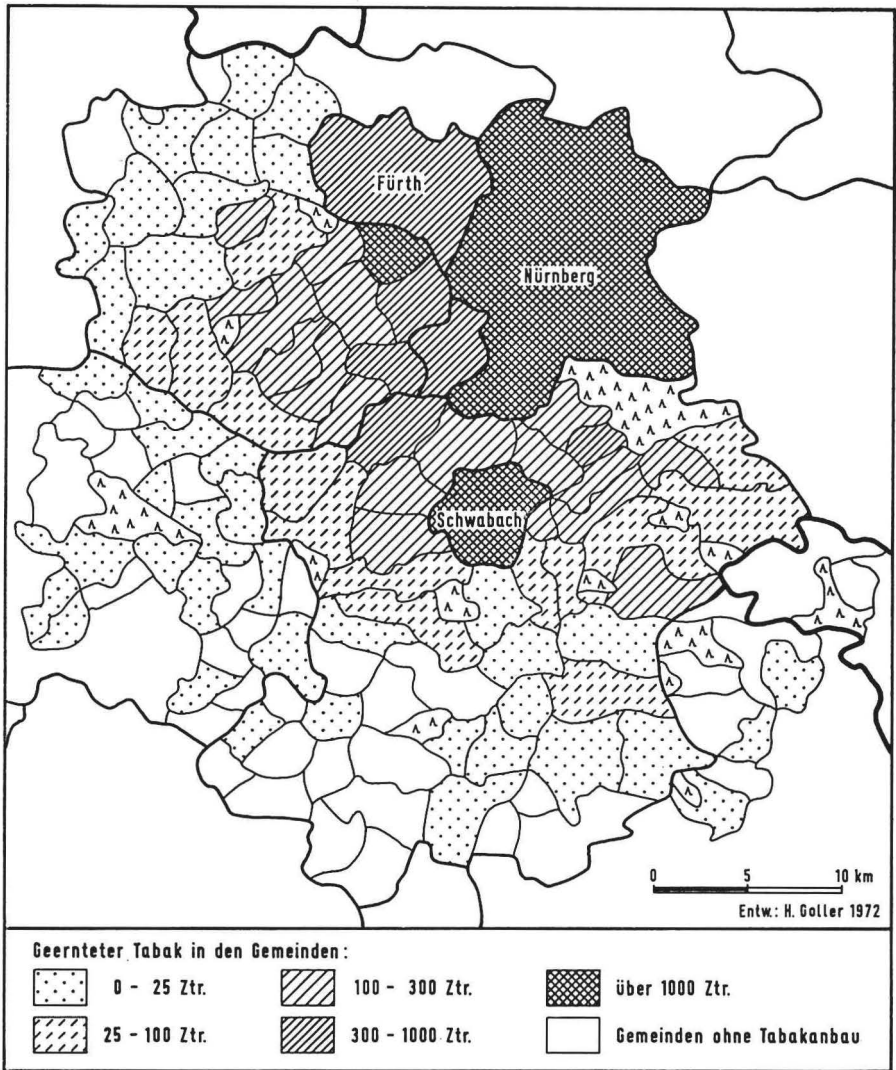 Fürth
Nürnberg
Schwabach
0 5 10 km
Entw.: H. Goller 1972
Geernteter Tabak in den Gemeinden:
0 - 25 Ztr.
100 - 300 Ztr.
über 1000 Ztr.
25 - 100 Ztr.
300 - 1000 Ztr.
Gemeinden ohne Tabakanbau